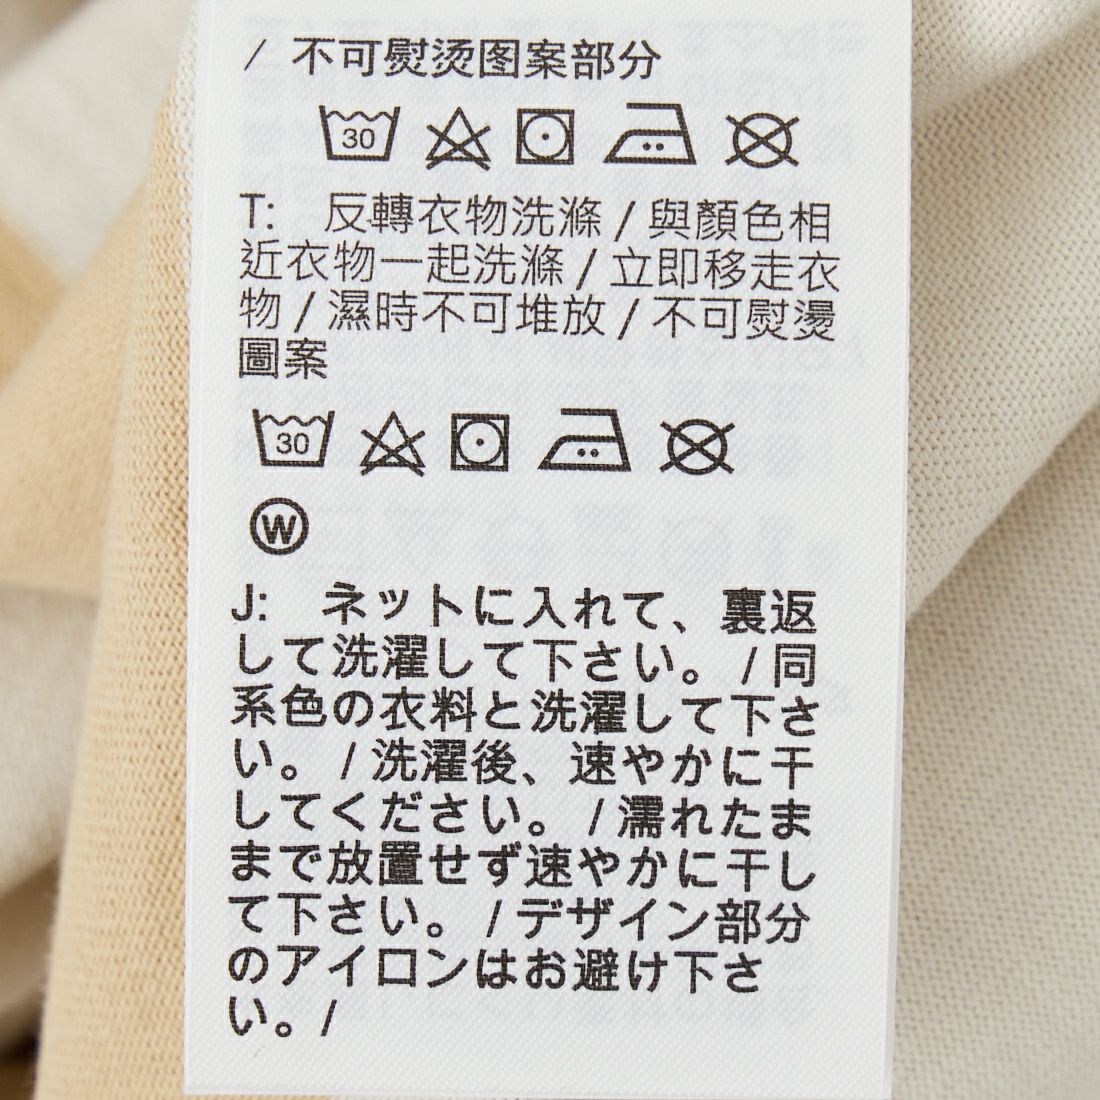 / 不可熨烫图案部分
30
T: 反轉衣物洗滌 / 與顏色相
近衣物一起洗滌 / 立即移走衣
物 / 濕時不可堆放 / 不可熨燙
圖案
30
W
J: ネットに入れて、裏返
して洗濯して下さい。 / 同
系色の衣料と洗濯して下さ
い。 / 洗濯後、速やかに干
してください。 / 濡れたま
まで放置せず速やかに干し
て下さい。 / デザイン部分
のアイロンはお避け下さ
い。 /